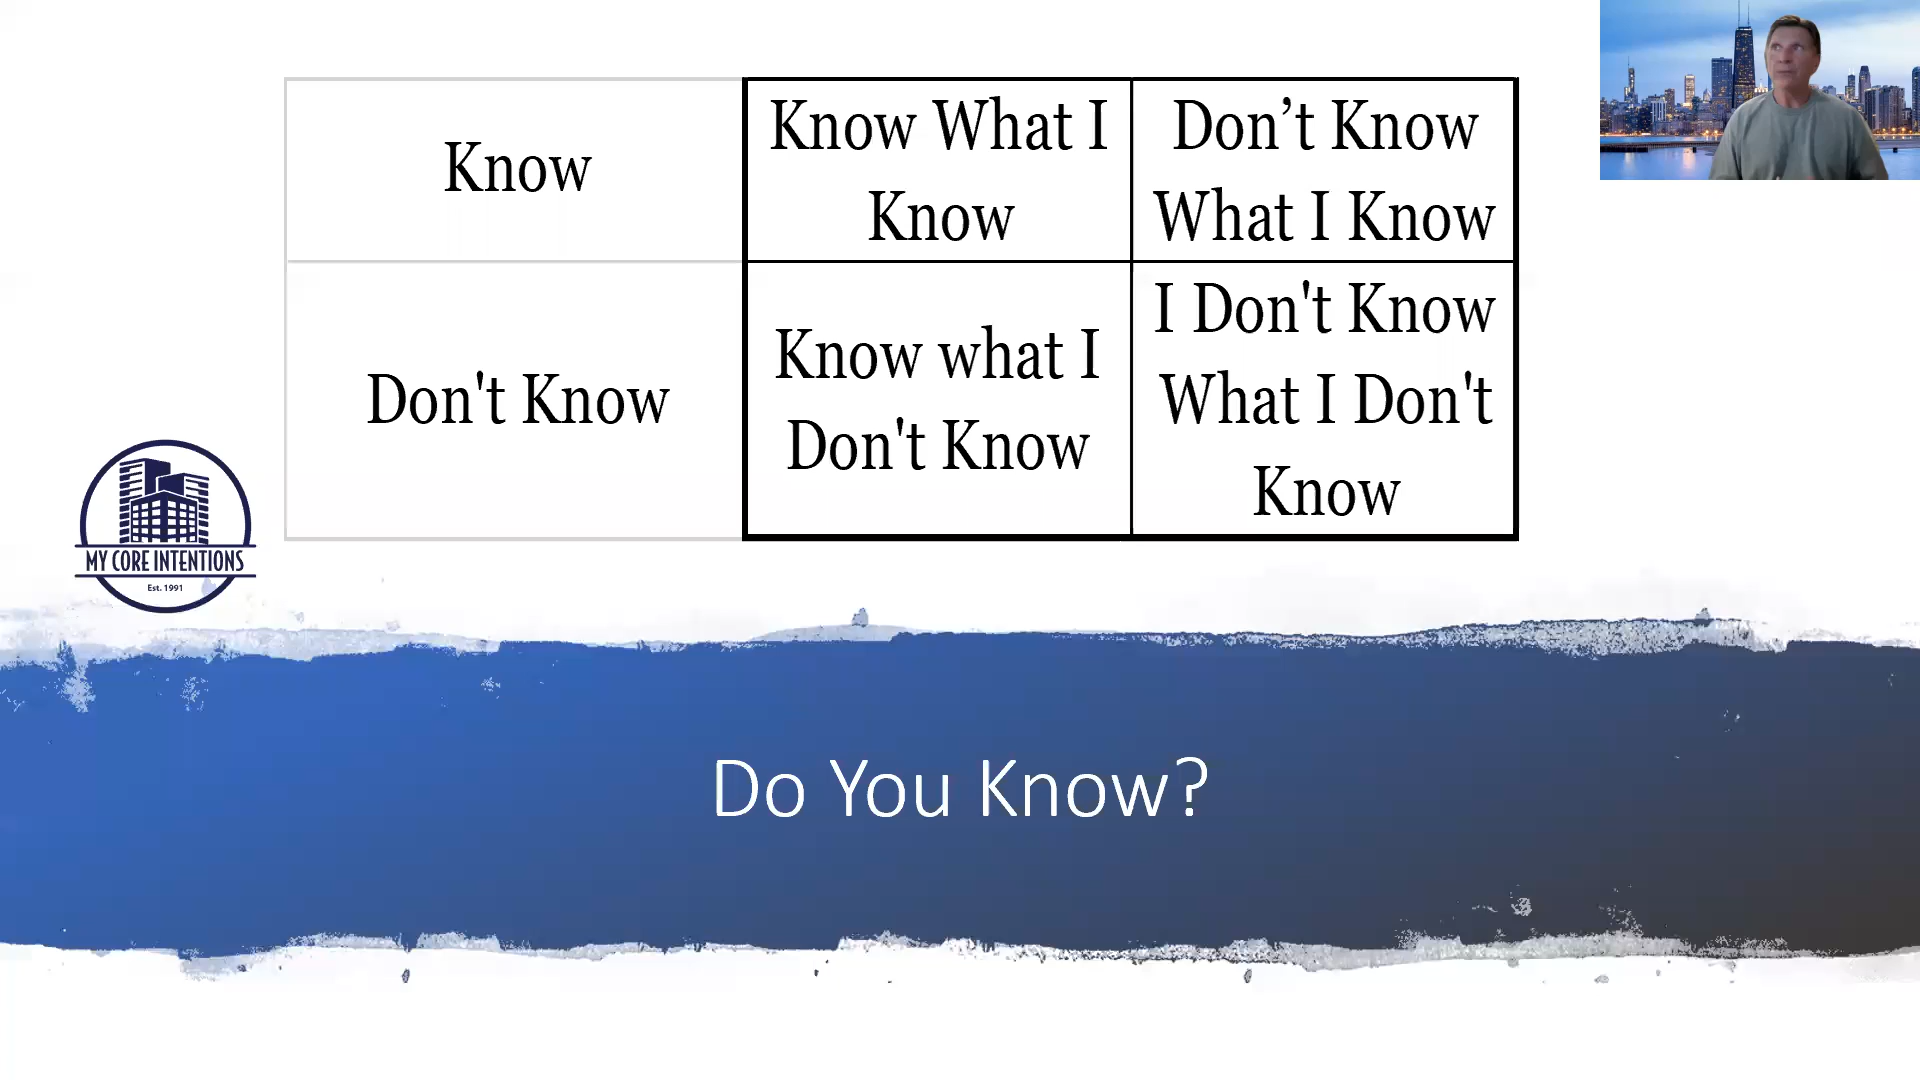 Know
Know What I
Know
Don’t Know
What I Know
Don't Know
Know what I
Don't Know
I Don't Know
What I Don't
Know
MY CORE INTENTIONS
Est. 1991
Do You Know?